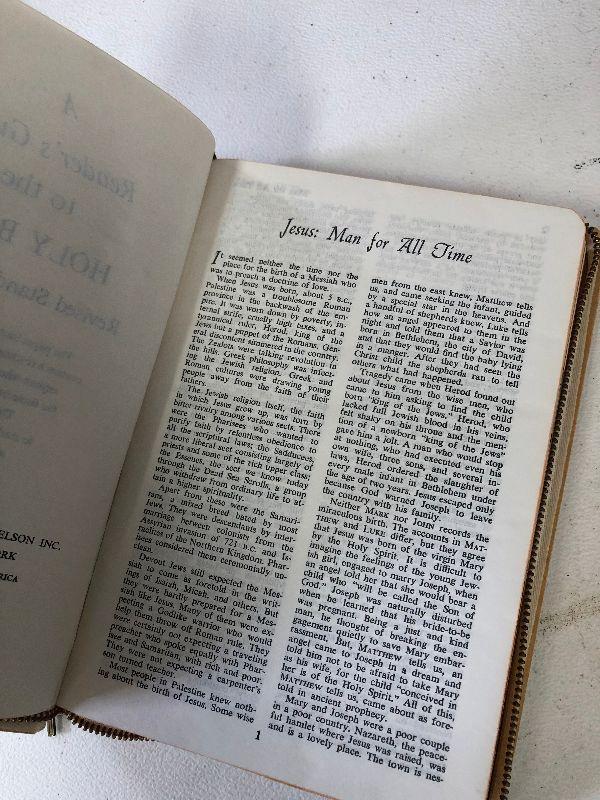 A
Reader's Gu
to the
HOLY B
Revised Stand
ELSON INC.
RK
ERICA
Jesus: Man for All Time
It seemed neither the time nor the
place for the birth of a Messiah who
was to preach a doctrine of love.
When Jesus was born, about 5 B.C.,
Palestine was a troublesome Roman
province in the backwash of the em-
pire. It was worn down by poverty, in-
ternal strife, cruelly high taxes, and a
tyrannical ruler, Herod, king of the
Jews but a puppet of the Romans. Gen-
eral discontent simmered in the country.
The Zealots were talking revolution in
the hills. Greek philosophy was infect-
ing the Jewish religion. Greek and
Roman cultures were drawing young
people away from the faith of their
fathers.
The Jewish religion itself, the faith
in which Jesus grew up, was torn by
bitter rivalry among various sects. There
were the Pharisees who wanted to
purify faith by relentless obedience to
all the scriptural laws; the Sadducees,
a more liberal sect consisting largely of
priests and some of the rich upper class;
the Essenes, the sect we know today
through the Dead Sea Scrolls, a group
who withdrew from ordinary life to at-
tain a higher spirituality.
Apart from these were the Samari-
tans, a mixed breed hated by most
Jews. They were descendants by inter-
marriage between colonists from the
Assyrian invasion of 721 B.C. and Is-
raelites of the Northern Kingdom. Phar-
isees considered them ceremonially un-
clean.
Devout Jews still expected the Mes-
siah to come as foretold in the writ-
ings of Isaiah, Micah, and others. But
they were hardly prepared for a Mes-
siah like Jesus. Many of them were ex-
pecting a Godlike warrior who would
help them throw off Roman rule. They
were certainly not expecting a traveling
preacher who spoke equally with Phar-
isee and Samaritan, with rich and poor.
They were not expecting a carpenter's
son turned teacher.
Most people in Palestine knew noth-
ing about the birth of Jesus. Some wise
men from the east knew, Matthew tells
us, and came seeking the infant, guided
by a special star in the heavens. And
a handful of shepherds knew. Luke tells
how an angel appeared to them in the
night and told them that a Savior was
born in Bethlehem, the city of David,
and that they would find the baby lying
in a manger. After they had seen the
Christ child the shepherds ran to tell
others what had happened.
Tragedy came when Herod found out
about Jesus from the wise men, who
came to him asking to find the child
born "king of the Jews." Herod, who
lacked full Jewish blood in his veins,
felt shaky on his throne and the men-
tion of a newborn "king of the Jews"
gave him a jolt. A man who would stop
at nothing, who had executed even his
own wife, three sons, and several in-
laws, Herod ordered the slaughter of
every male infant in Bethlehem under
the age of two years. Jesus escaped only
because God warned Joseph to leave
the country with his family.
Neither MARK nor JOHN records the
miraculous birth. The accounts in MAT-
THEW and LUKE differ, but they agree
that Jesus was born of the virgin Mary
by the Holy Spirit. It is difficult to
imagine the feelings of the young Jew-
ish girl, engaged to marry Joseph, when
an angel told her that she would bear a
child who "will be called the Son of
God." Joseph was naturally disturbed
when he learned that his bride-to-be
was pregnant. Being a just and kind
man, he thought of breaking the en-
gagement quietly to save Mary embar-
rassment, but, MATTHEW tells us, an
angel came to Joseph in a dream and
told him not to be afraid to take Mary
as his wife, for the child "conceived in
her is of the Holy Spirit." All of this,
MATTHEW tells us, came about as fore-
told in ancient prophecy.
Mary and Joseph were a poor couple
in a poor country. Nazareth, the peace-
ful hamlet where Jesus was raised, was
and is a lovely place. The town is nes-
1